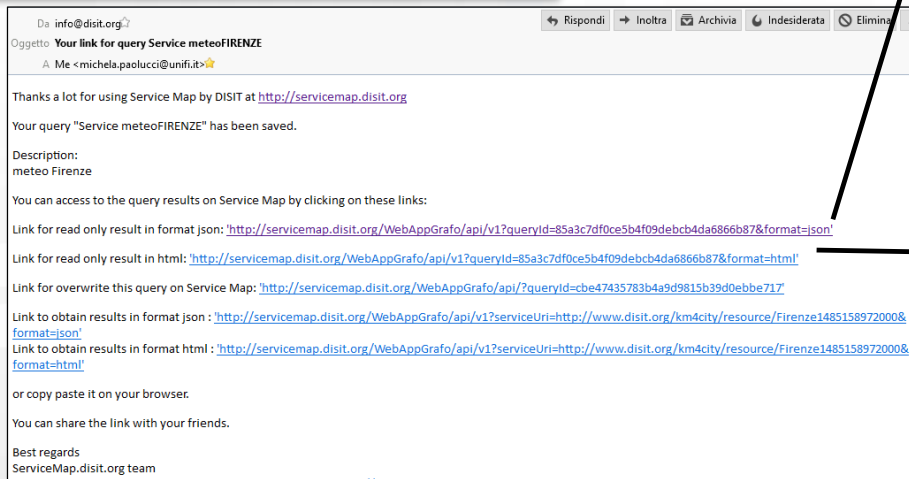 Da info@disit.org
Rispondi Inoltra Archivia Indesiderata Elimina
Oggetto Your link for query Service meteoFIRENZE
A Me <michela.paolucci@unifi.it>
Thanks a lot for using Service Map by DISIT at http://servicemap.disit.org
Your query "Service meteoFIRENZE" has been saved.
Description:
meteo Firenze
You can access to the query results on Service Map by clicking on these links:
Link for read only result in format json: 'http://servicemap.disit.org/WebAppGrafo/api/v1?queryId=85a3c7df0ce5b4f09debcb4da6866b87&format=json'
Link for read only result in html: 'http://servicemap.disit.org/WebAppGrafo/api/v1?queryId=85a3c7df0ce5b4f09debcb4da6866b87&format=html'
Link for overwrite this query on Service Map: 'http://servicemap.disit.org/WebAppGrafo/api/?queryId=cbe47435783b4a9d9815b39d0ebbe717'
Link to obtain results in format json : 'http://servicemap.disit.org/WebAppGrafo/api/v1?serviceUri=http://www.disit.org/km4city/resource/Firenze1485158972000&
format=json'
Link to obtain results in format html : 'http://servicemap.disit.org/WebAppGrafo/api/v1?serviceUri=http://www.disit.org/km4city/resource/Firenze1485158972000&
format=html'
or copy paste it on your browser.
You can share the link with your friends.
Best regards
ServiceMap.disit.org team